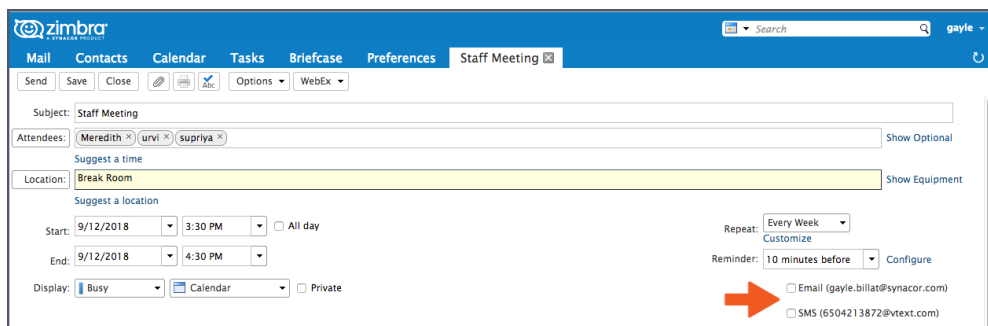 zimbra
A SYNACOR PRODUCT
Search
gayle
Mail Contacts Calendar Tasks Briefcase Preferences Staff Meeting
Send Save Close Abc Options WebEx
Subject: Staff Meeting
Attendees: Meredith × urvi × supriya × Show Optional
Suggest a time
Location: Break Room Show Equipment
Suggest a location
Start: 9/12/2018 3:30 PM All day Repeat: Every Week
Customize
End: 9/12/2018 4:30 PM Reminder: 10 minutes before Configure
Display: Busy Calendar Private Email (gayle.billat@synacor.com)
SMS (6504213872@vtext.com)